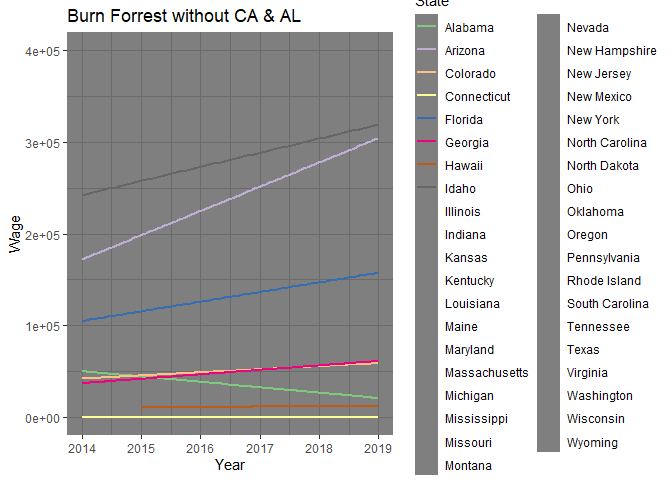 Burn Forrest without CA & AL
State
4e+05
3e+05
2e+05
1e+05
0e+00
Wage
2014 2015 2016 2017 2018 2019
Year
Alabama
Arizona
Colorado
Connecticut
Florida
Georgia
Hawaii
Idaho
Illinois
Indiana
Kansas
Kentucky
Louisiana
Maine
Maryland
Massachusetts
Michigan
Mississippi
Missouri
Montana
Nevada
New Hampshire
New Jersey
New Mexico
New York
North Carolina
North Dakota
Ohio
Oklahoma
Oregon
Pennsylvania
Rhode Island
South Carolina
Tennessee
Texas
Virginia
Washington
Wisconsin
Wyoming